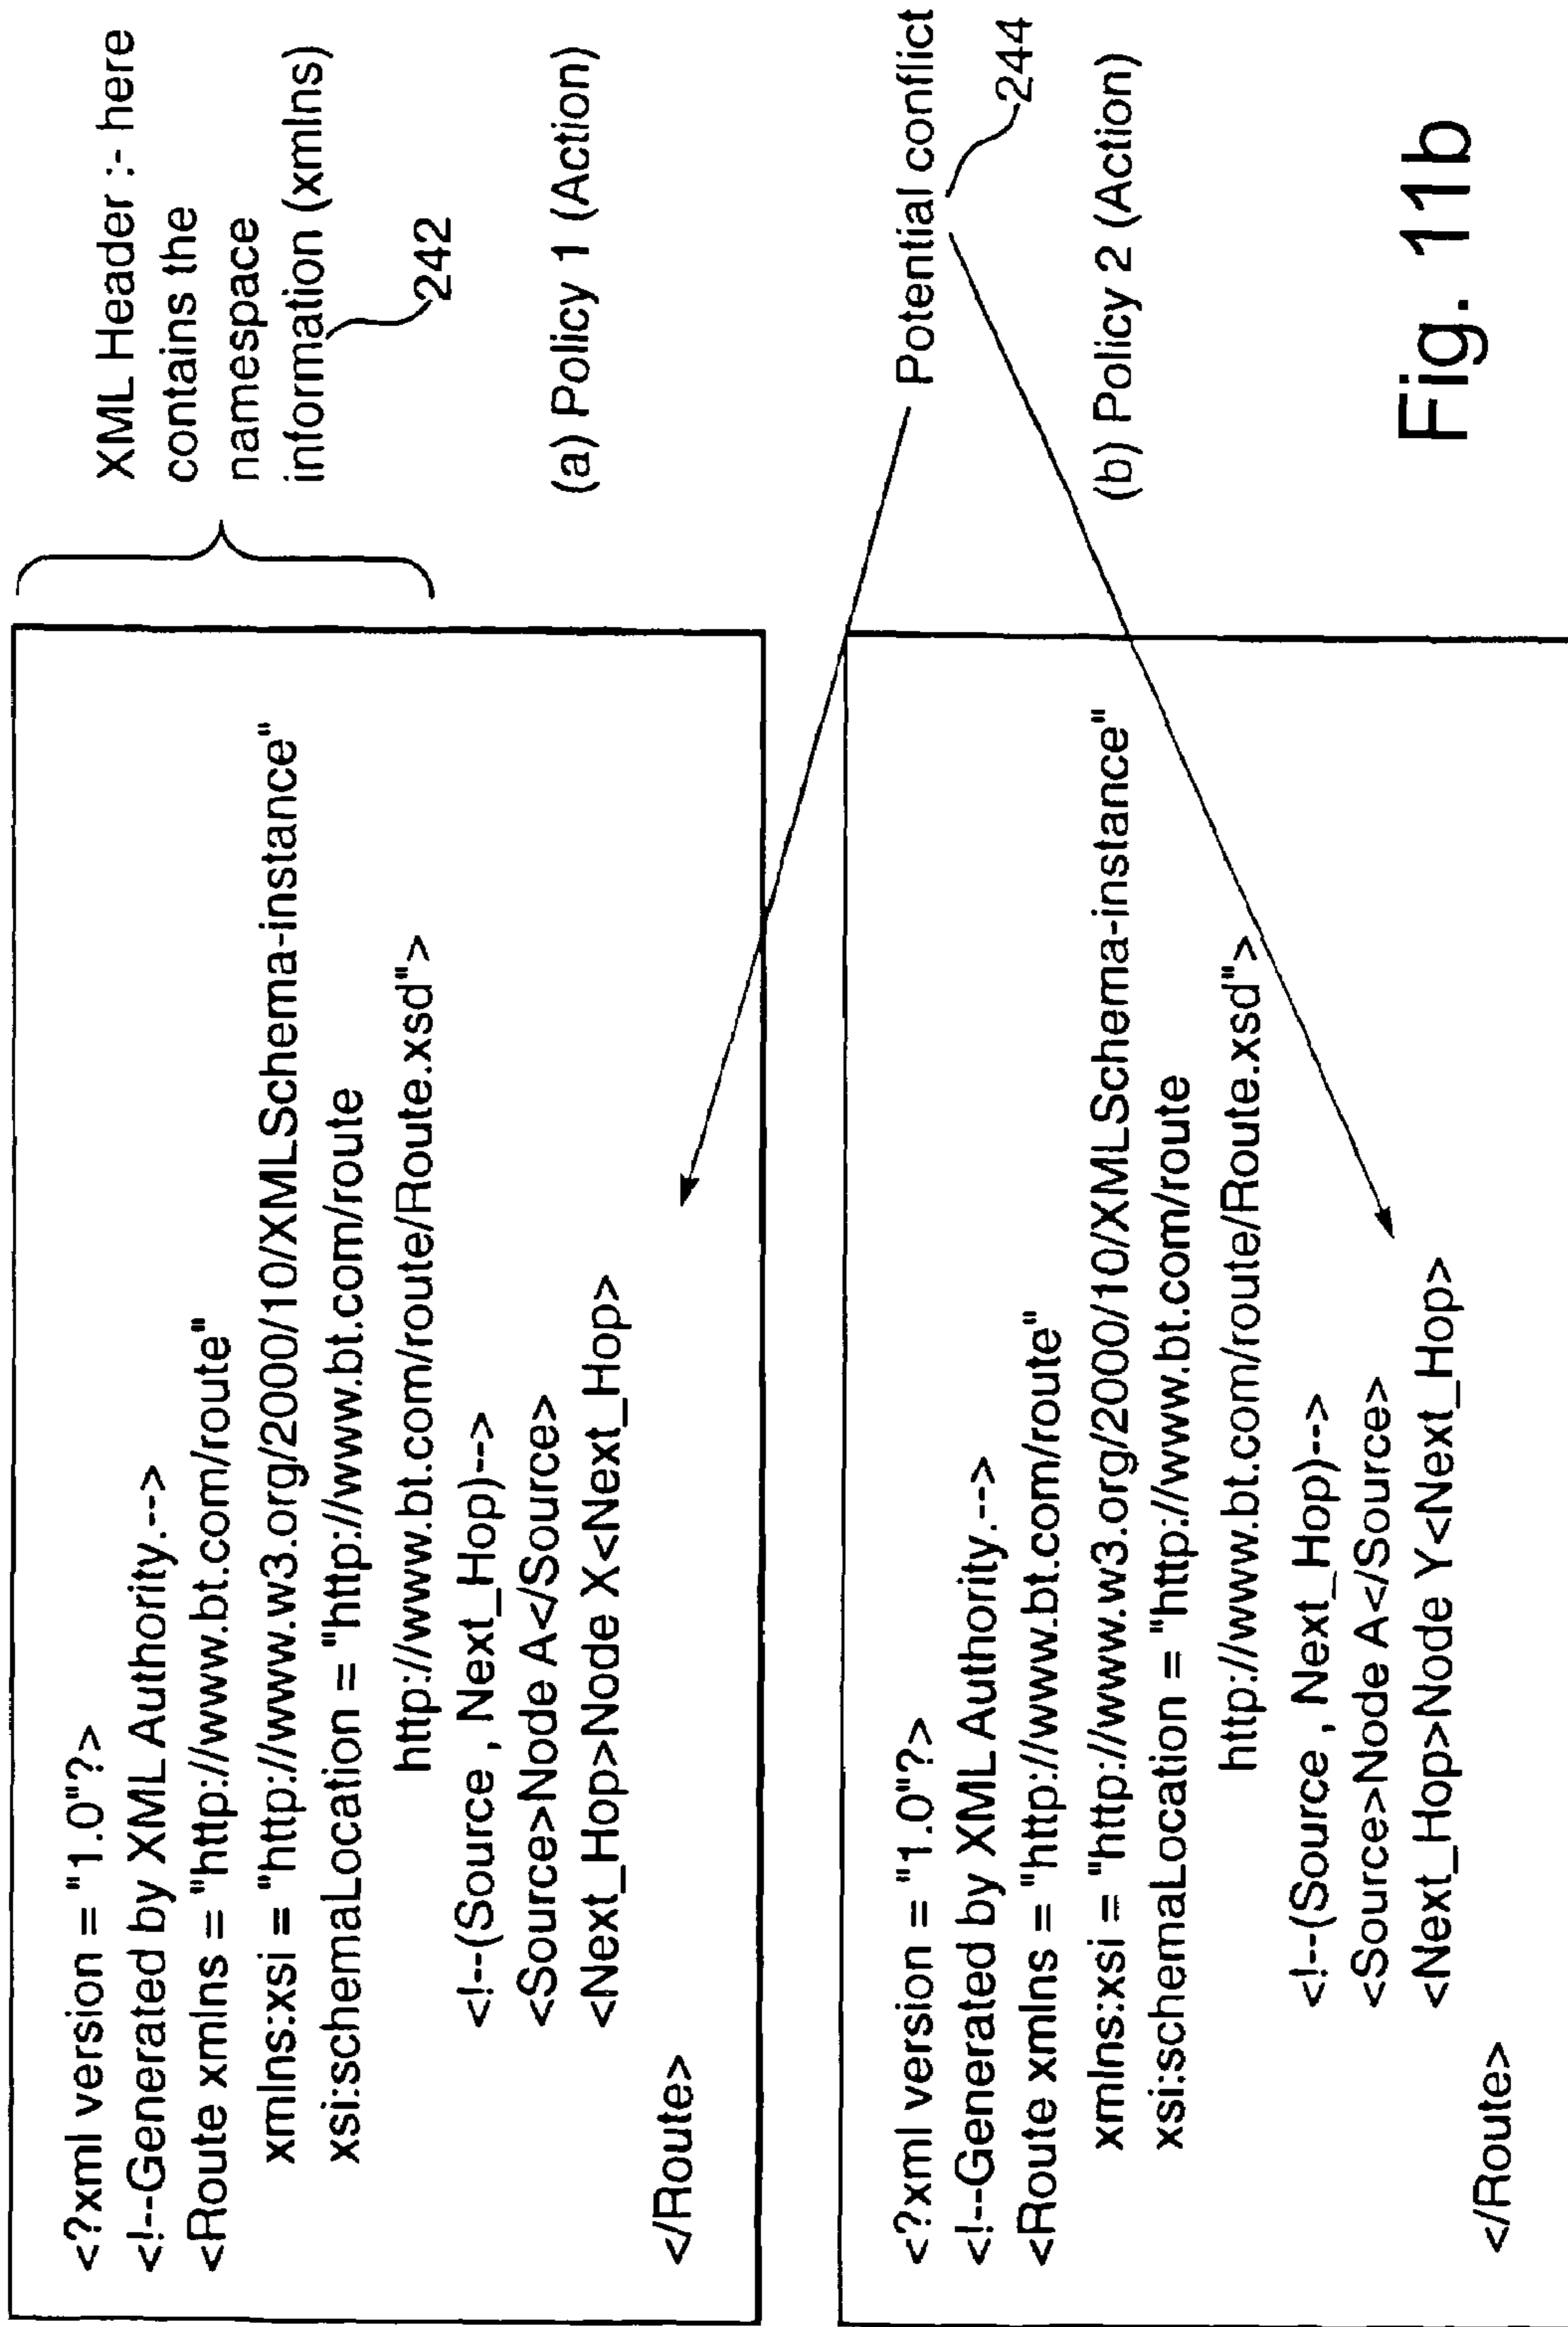 <?xml version = "1.0"?>
<!--Generated by XML Authority.-->
<Route xmlns = "http://www.bt.com/route"
xmlns:xsi = "http://www.w3.org/2000/10/XMLSchema-instance"
xsi:schemaLocation = "http://www.bt.com/route
http://www.bt.com/route/Route.xsd">
<!--(Source , Next_Hop)-->
<Source>Node A</Source>
<Next_Hop>Node X<Next_Hop>
</Route>
XML Header :- here
contains the
namespace
information (xmlns)
242
(a) Policy 1 (Action)
Potential conflict
244
<?xml version = "1.0"?>
<!--Generated by XML Authority.-->
<Route xmlns = "http://www.bt.com/route"
xmlns:xsi = "http://www.w3.org/2000/10/XMLSchema-instance"
xsi:schemaLocation = "http://www.bt.com/route
http://www.bt.com/route/Route.xsd">
<!--(Source , Next_Hop)-->
<Source>Node A</Source>
<Next_Hop>Node Y<Next_Hop>
</Route>
(b) Policy 2 (Action)
Fig. 11b